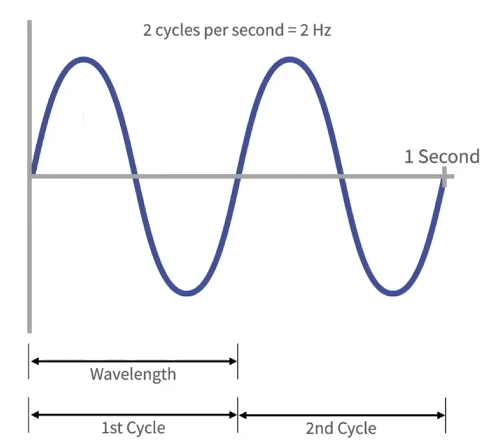 2 cycles per second = 2 Hz
1 Second
Wavelength
1st Cycle
2nd Cycle